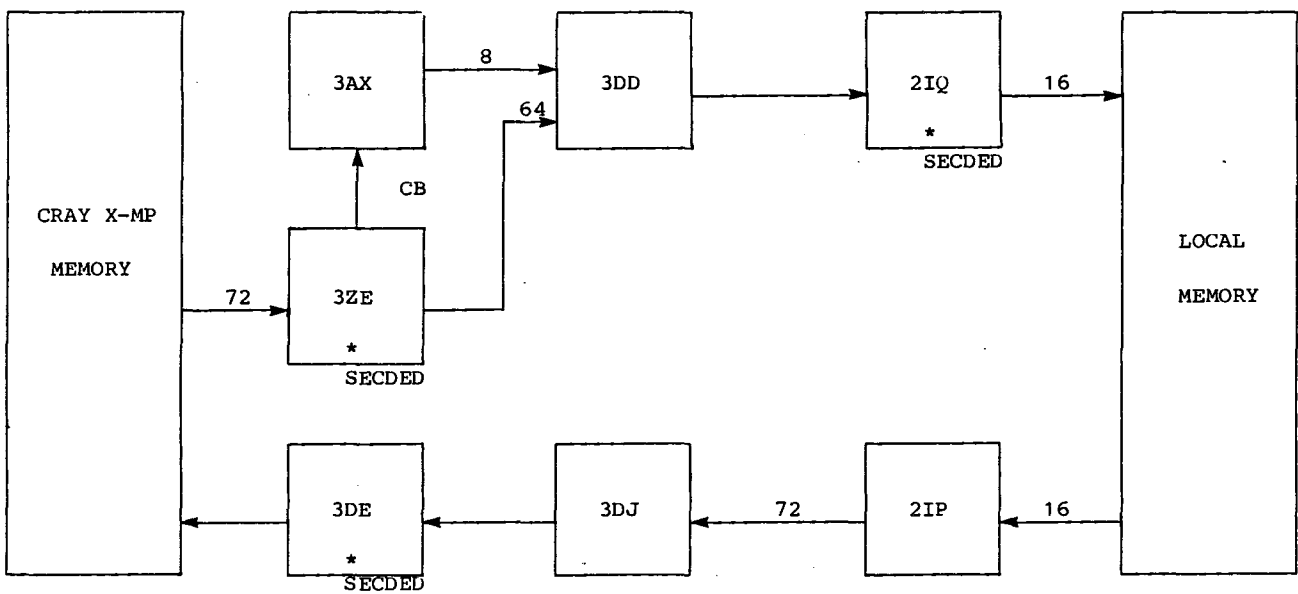 8
3AX
3DD
2IQ
16
64
*
SECDED
CB
CRAY X-MP
MEMORY
LOCAL
MEMORY
72
3ZE
*
SECDED
3DE
3DJ
72
2IP
16
*
SECDED